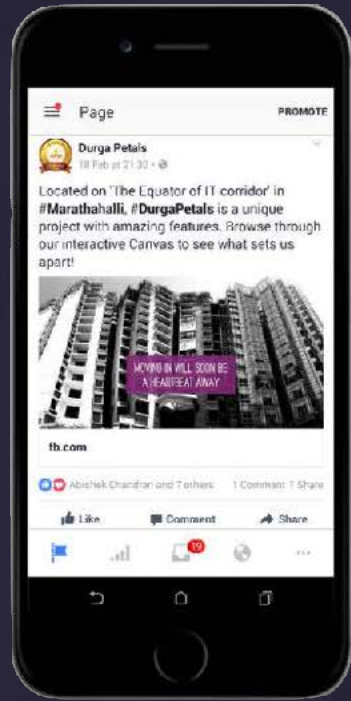 Page
PROMOTE
Durga Petals
18 Feb at 21:30
Located on 'The Equator of IT corridor' in
#Marathahalli, #DurgaPetals is a unique
project with amazing features. Browse through
our interactive Canvas to see what sets us
apart!
MOVING IN WILL SOON BE
A HEARTBEAT AWAY
fb.com
Abishek Chandran and 7 others
1 Comment 1 Share
Like
Comment
Share
19